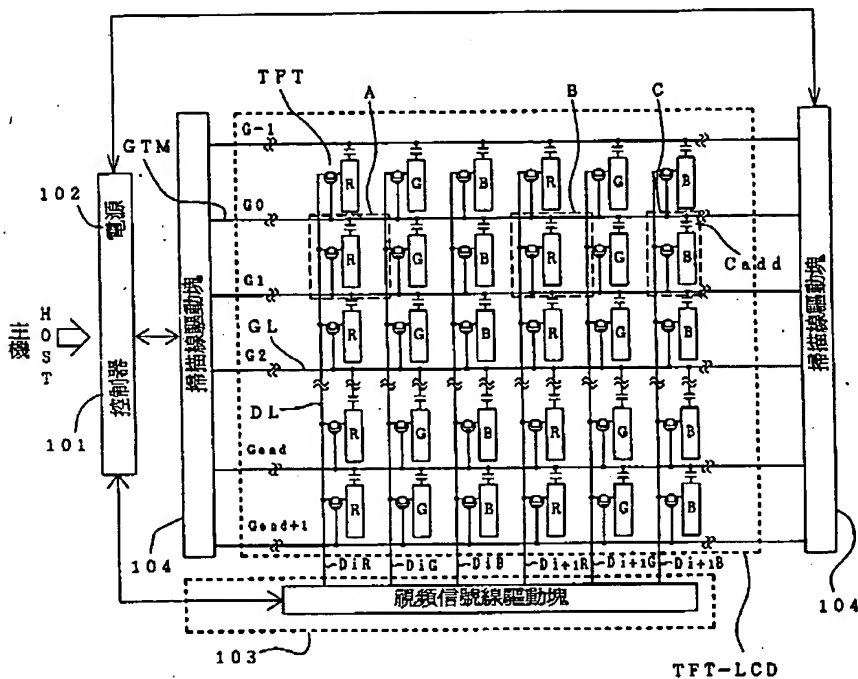 TFT
A
B
C
G-1
GTM
G0
102
電源
R G B R G B
R G B R G B
Cadd
掃描線驅動塊
掃描線驅動塊
G1
主機
HOST
GL
G2
R G B R G B
控制器
101
DL
Gend
R G B R G B
Gend+1
R G B R G B
104
DiR DiG DiB Di+1R Di+1G Di+1B
104
視頻信號線驅動塊
103
TFT-LCD